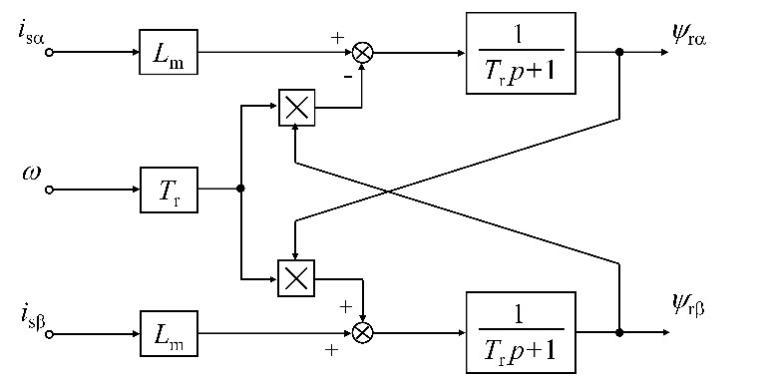 i_sα
L_m
+
-
1
T_r p+1
ψ_rα
×
ω
T_r
×
+
i_sβ
L_m
+
1
T_r p+1
ψ_rβ